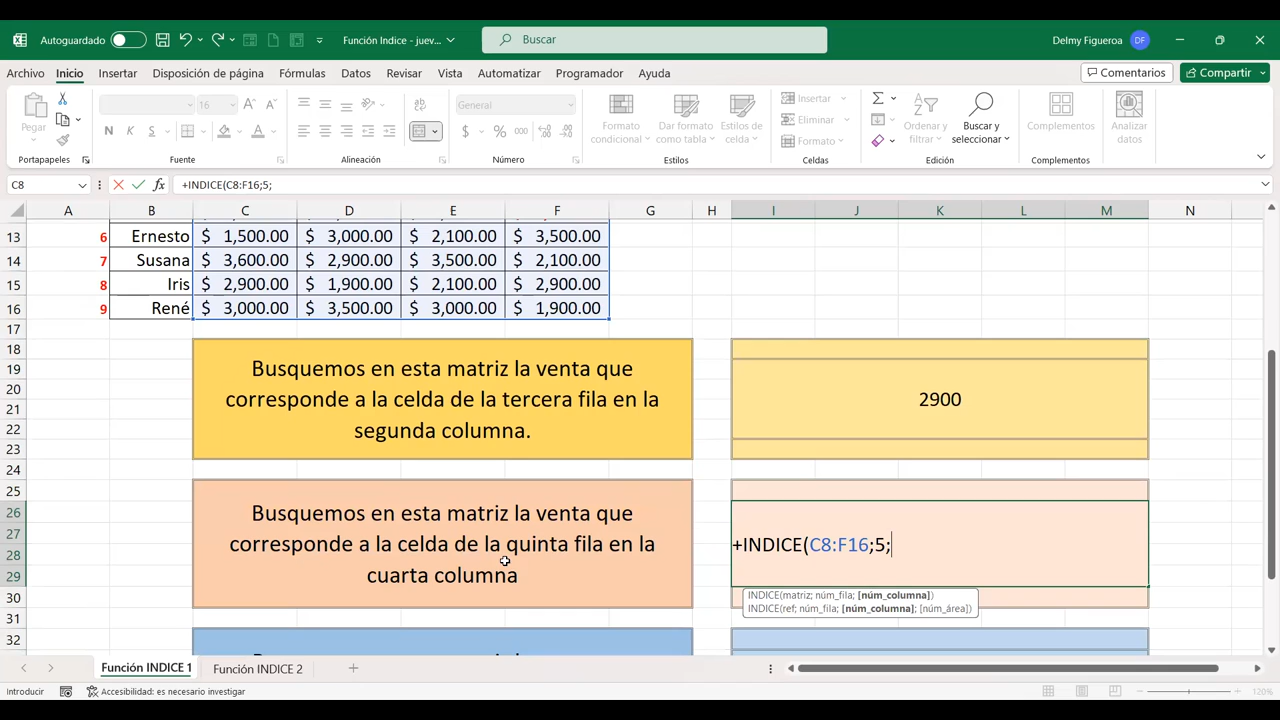 Autoguardado
Función Indice - juev...
Buscar
Delmy Figueroa
DF
Archivo Inicio Insertar Disposición de página Fórmulas Datos Revisar Vista Automatizar Programador Ayuda
Comentarios
Compartir
Pegar
Portapapeles
16
N K S
Fuente
Alineación
General
$ % 000
Número
Formato condicional
Dar formato como tabla
Estilos de celda
Estilos
Insertar
Eliminar
Formato
Celdas
Ordenar y filtrar
Buscar y seleccionar
Edición
Complementos
Complementos
Analizar datos
C8
+INDICE(C8:F16;5;
A B C D E F G H I J K L M N
13 6 Ernesto $ 1,500.00 $ 3,000.00 $ 2,100.00 $ 3,500.00
14 7 Susana $ 3,600.00 $ 2,900.00 $ 3,500.00 $ 2,100.00
15 8 Iris $ 2,900.00 $ 1,900.00 $ 2,100.00 $ 2,900.00
16 9 René $ 3,000.00 $ 3,500.00 $ 3,000.00 $ 1,900.00
17
18
19
20
21
22
23
24
25
26
27
28
29
30
31
32
Busquemos en esta matriz la venta que
corresponde a la celda de la tercera fila en la
segunda columna.
2900
Busquemos en esta matriz la venta que
corresponde a la celda de la quinta fila en la
cuarta columna
+INDICE(C8:F16;5;
INDICE(matriz; núm_fila; [núm_columna])
INDICE(ref; núm_fila; [núm_columna]; [núm_área])
Función INDICE 1
Función INDICE 2
Introducir
Accesibilidad: es necesario investigar
120%